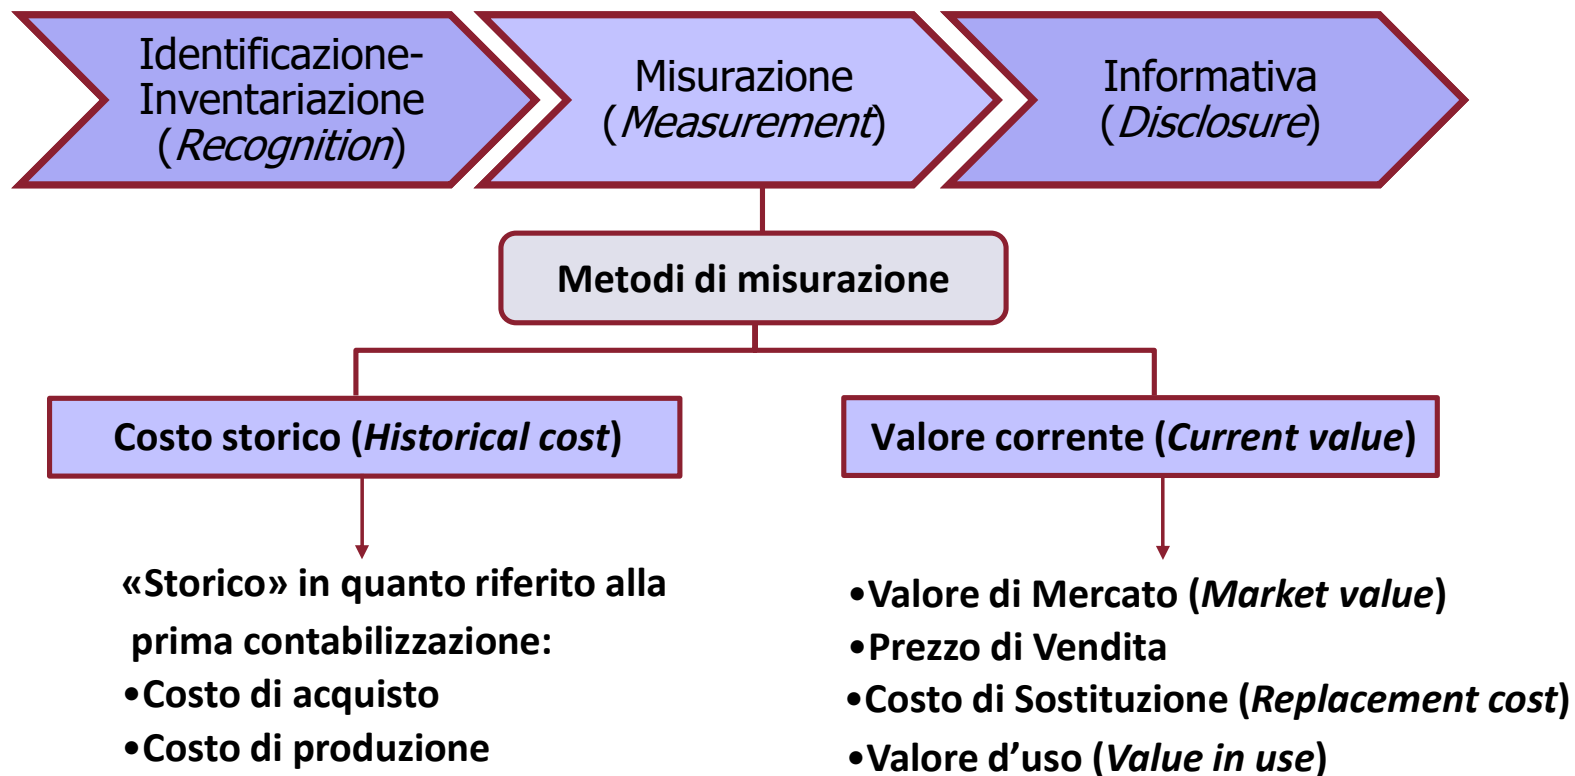 Identificazione-
Inventariazione
(Recognition)
Misurazione
(Measurement)
Informativa
(Disclosure)
Metodi di misurazione
Costo storico (Historical cost)
Valore corrente (Current value)
«Storico» in quanto riferito alla
prima contabilizzazione:
•Costo di acquisto
•Costo di produzione
•Valore di Mercato (Market value)
•Prezzo di Vendita
•Costo di Sostituzione (Replacement cost)
•Valore d’uso (Value in use)